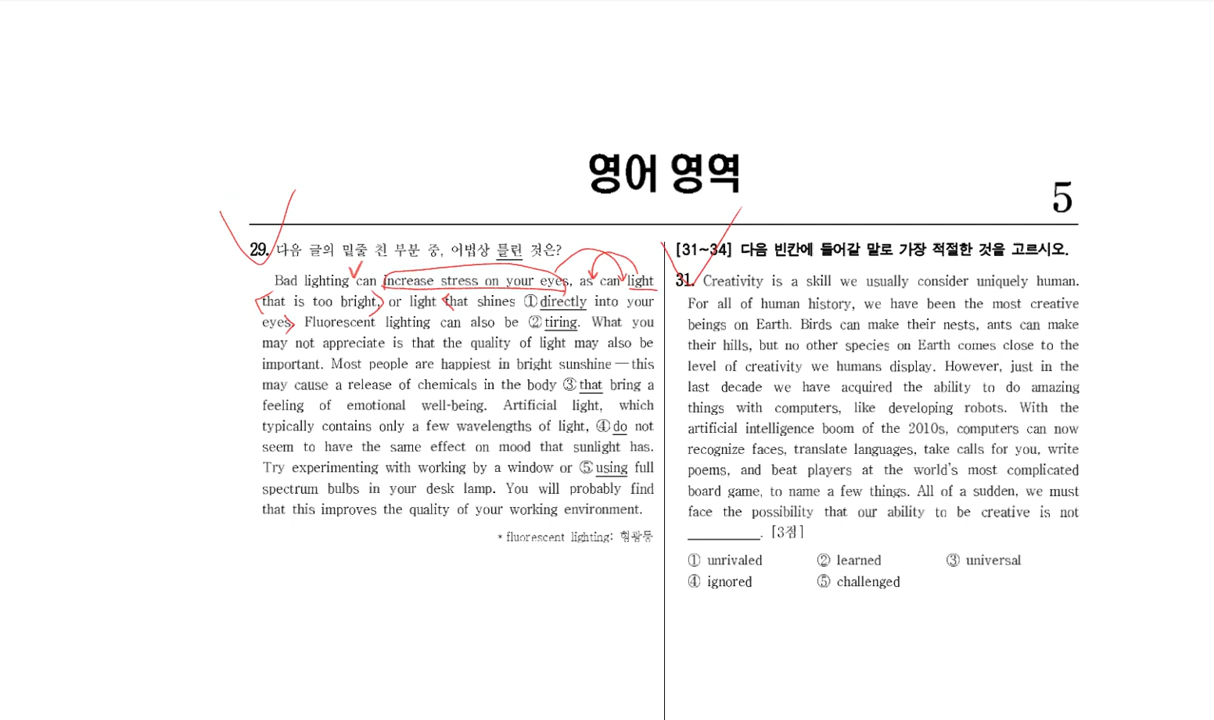 영어 영역
5
29. 다음 글의 밑줄 친 부분 중, 어법상 틀린 것은?
Bad lighting can increase stress on your eyes, as can light
that is too bright, or light that shines ① directly into your
eyes. Fluorescent lighting can also be ② tiring. What you
may not appreciate is that the quality of light may also be
important. Most people are happiest in bright sunshine — this
may cause a release of chemicals in the body ③ that bring a
feeling of emotional well-being. Artificial light, which
typically contains only a few wavelengths of light, ④ do not
seem to have the same effect on mood that sunlight has.
Try experimenting with working by a window or ⑤ using full
spectrum bulbs in your desk lamp. You will probably find
that this improves the quality of your working environment.
* fluorescent lighting: 형광등
[31~34] 다음 빈칸에 들어갈 말로 가장 적절한 것을 고르시오.
31. Creativity is a skill we usually consider uniquely human.
For all of human history, we have been the most creative
beings on Earth. Birds can make their nests, ants can make
their hills, but no other species on Earth comes close to the
level of creativity we humans display. However, just in the
last decade we have acquired the ability to do amazing
things with computers, like developing robots. With the
artificial intelligence boom of the 2010s, computers can now
recognize faces, translate languages, take calls for you, write
poems, and beat players at the world's most complicated
board game, to name a few things. All of a sudden, we must
face the possibility that our ability to be creative is not
__________. [3점]
① unrivaled ② learned ③ universal
④ ignored ⑤ challenged